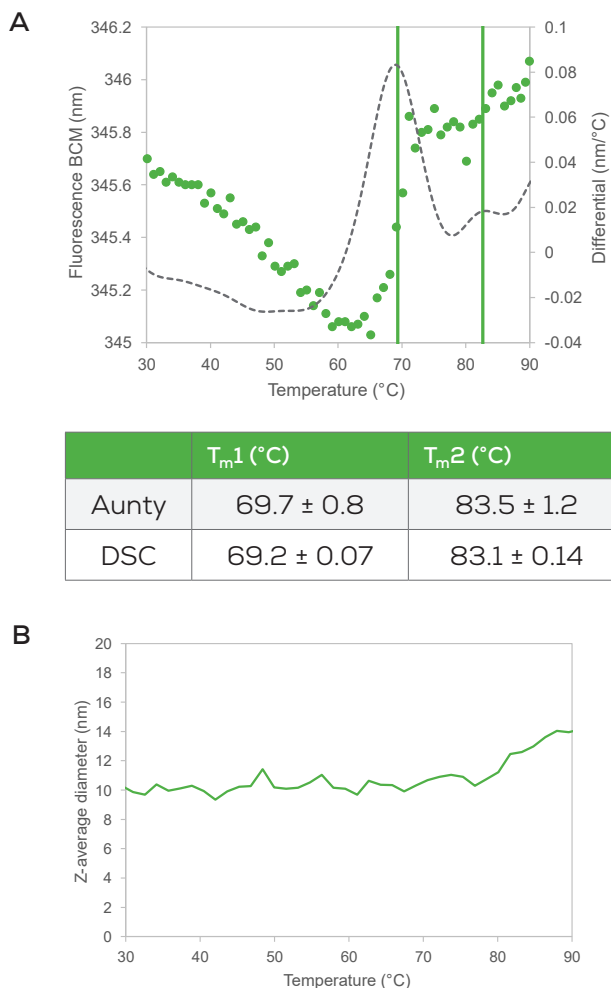 A
346.2
346
345.8
345.6
345.4
345.2
345
Fluorescence BCM (nm)
0.1
0.08
0.06
0.04
0.02
0
-0.02
-0.04
Differential (nm/°C)
30 40 50 60 70 80 90
Temperature (°C)
Tm1 (°C) Tm2 (°C)
Aunty 69.7 ± 0.8 83.5 ± 1.2
DSC 69.2 ± 0.07 83.1 ± 0.14
B
20
18
16
14
12
10
8
6
4
2
0
Z-average diameter (nm)
30 40 50 60 70 80 90
Temperature (°C)